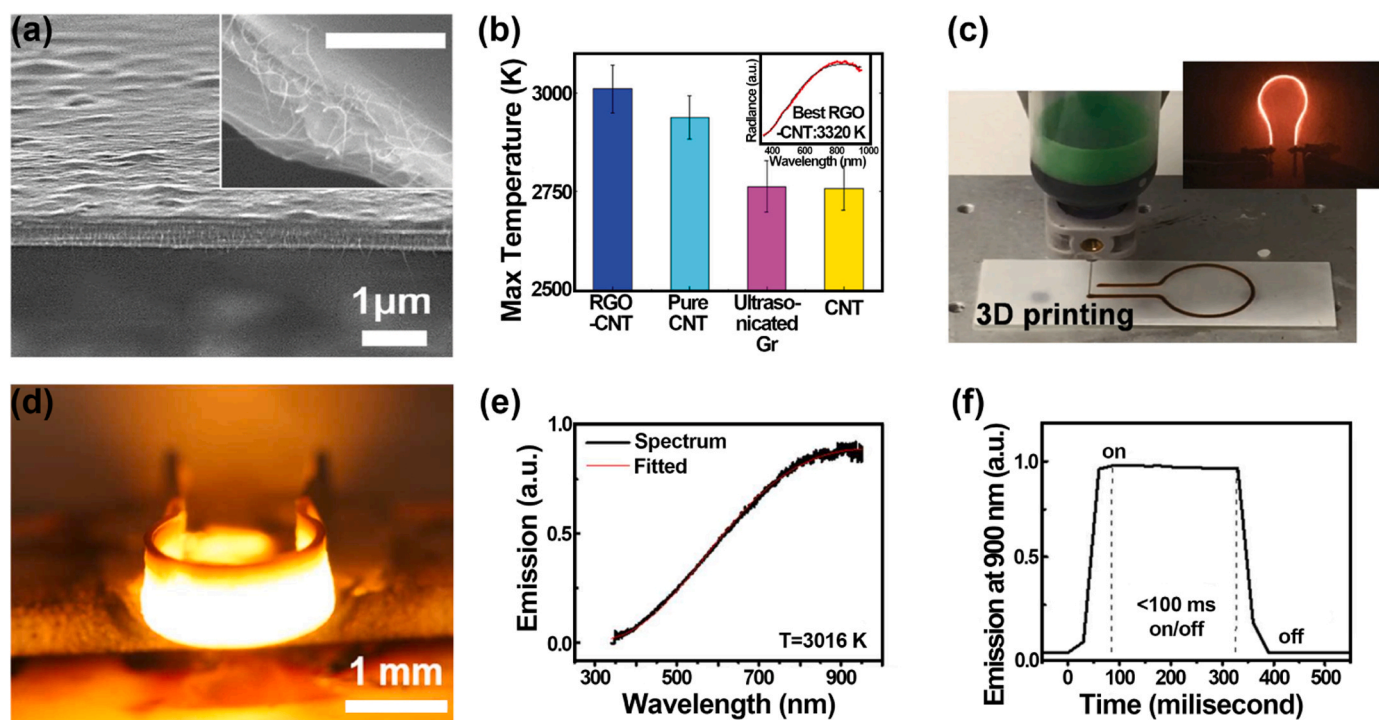 (a)
1μm
(b)
Max Temperature (K)
3000
2750
2500
RGO
-CNT
Pure
CNT
Ultraso-
nicated
Gr
CNT
Radiance (a.u.)
Best RGO
-CNT:3320 K
400 600 800 1000
Wavelength (nm)
(c)
3D printing
(d)
1 mm
(e)
Emission (a.u.)
1.0
0.5
0.0
Spectrum
Fitted
T=3016 K
300 500 700 900
Wavelength (nm)
(f)
Emission at 900 nm (a.u.)
1.0
0.5
1.0
on
<100 ms
on/off
off
0 100 200 300 400 500
Time (milisecond)